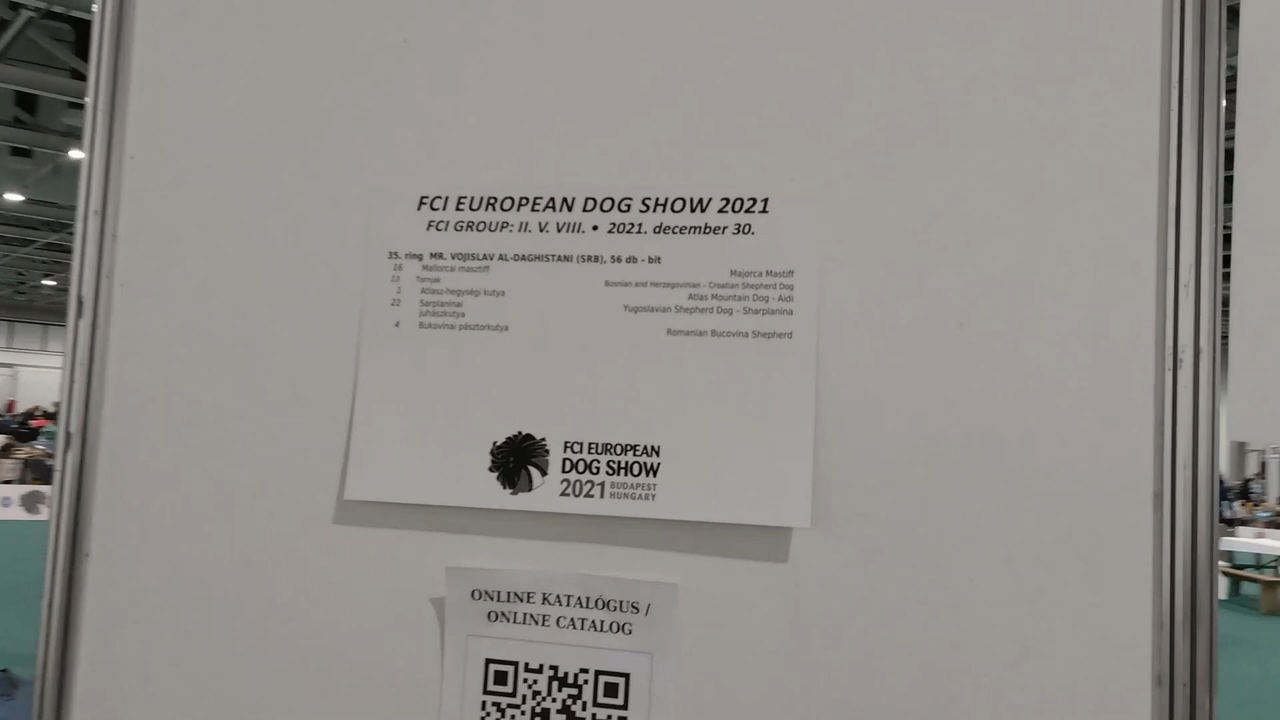 FCI EUROPEAN DOG SHOW 2021
FCI GROUP: II. V. VIII. • 2021. december 30.
35. ring MR. VOJISLAV AL-DAGHISTANI (SRB), 56 db - bit
16 Mallorcai masztiff Majorca Mastiff
13 Tornjak Bosnian and Herzegovinian - Croatian Shepherd Dog
1 Atlasz-hegységi kutya Atlas Mountain Dog - Aidi
22 Sarplaninai juhászkutya Yugoslavian Shepherd Dog - Sharplanina
4 Bukovinai pásztorkutya Romanian Bucovina Shepherd
FCI EUROPEAN
DOG SHOW
2021 BUDAPEST HUNGARY
ONLINE KATALÓGUS /
ONLINE CATALOG